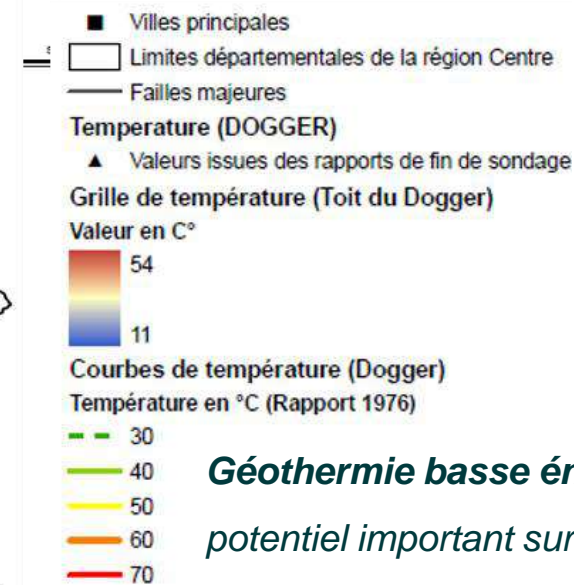 Villes principales
Limites départementales de la région Centre
Failles majeures
Temperature (DOGGER)
Valeurs issues des rapports de fin de sondage
Grille de température (Toit du Dogger)
Valeur en C°
54
11
Courbes de température (Dogger)
Température en °C (Rapport 1976)
30
40
50
60
70
Géothermie basse
potentiel important sur